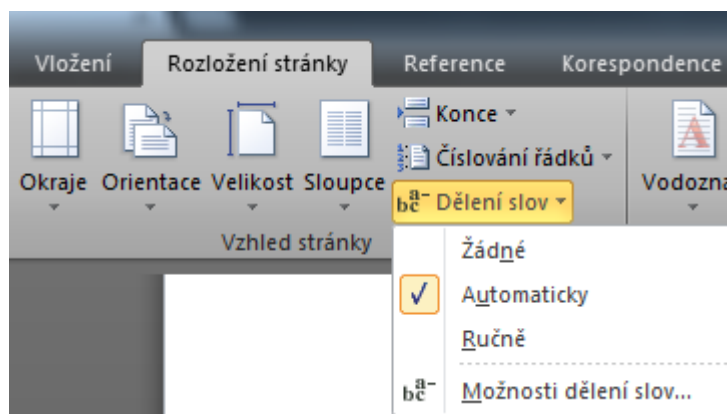 Vložení
Rozložení stránky
Reference
Korespondence
Okraje
Orientace
Velikost
Sloupce
Konce
Číslování řádků
Dělení slov
Vzhled stránky
Žádné
Automaticky
Ručně
Možnosti dělení slov...